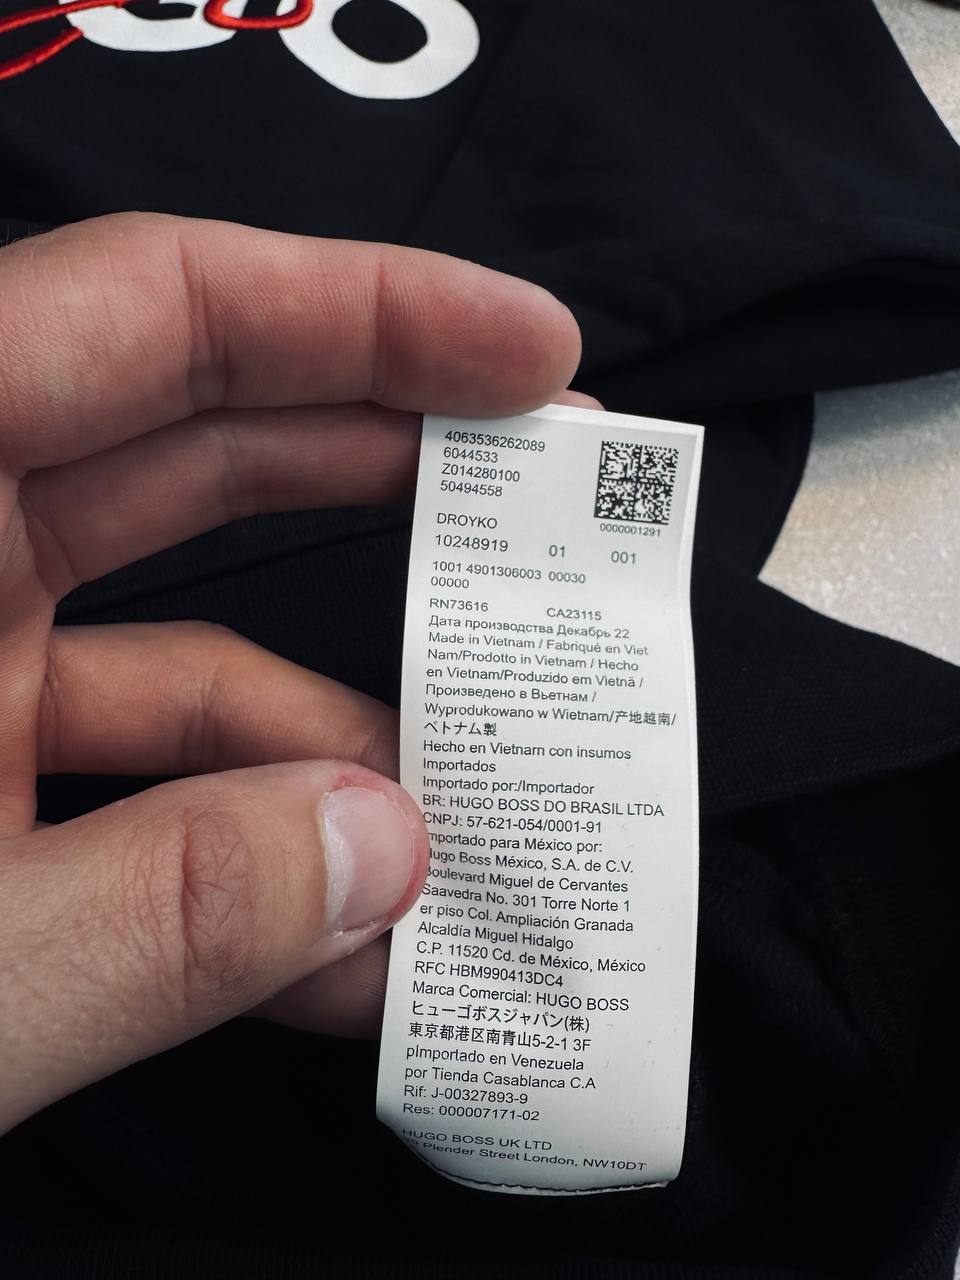 4063536262089
6044533
Z014280100
50494558
0000001291
DROYKO
10248919 01 001
1001 4901306003 00030
00000
RN73616 CA23115
Дата производства Декабрь 22
Made in Vietnam / Fabriqué en Viet
Nam/Prodotto in Vietnam / Hecho
en Vietnam/Produzido em Vietnã /
Произведено в Вьетнам /
Wyprodukowano w Wietnam/产地越南/
ベトナム製
Hecho en Vietnam con insumos
Importados
Importado por:/Importador
BR: HUGO BOSS DO BRASIL LTDA
CNPJ: 57-621-054/0001-91
mportado para México por:
Hugo Boss México, S.A. de C.V.
Boulevard Miguel de Cervantes
Saavedra No. 301 Torre Norte 1
er piso Col. Ampliación Granada
Alcaldía Miguel Hidalgo
C.P. 11520 Cd. de México, México
RFC HBM990413DC4
Marca Comercial: HUGO BOSS
ヒューゴボスジャパン(株)
東京都港区南青山5-2-1 3F
pImportado en Venezuela
por Tienda Casablanca C.A
Rif: J-00327893-9
Res: 000007171-02
HUGO BOSS UK LTD
Plender Street London, NW10DT